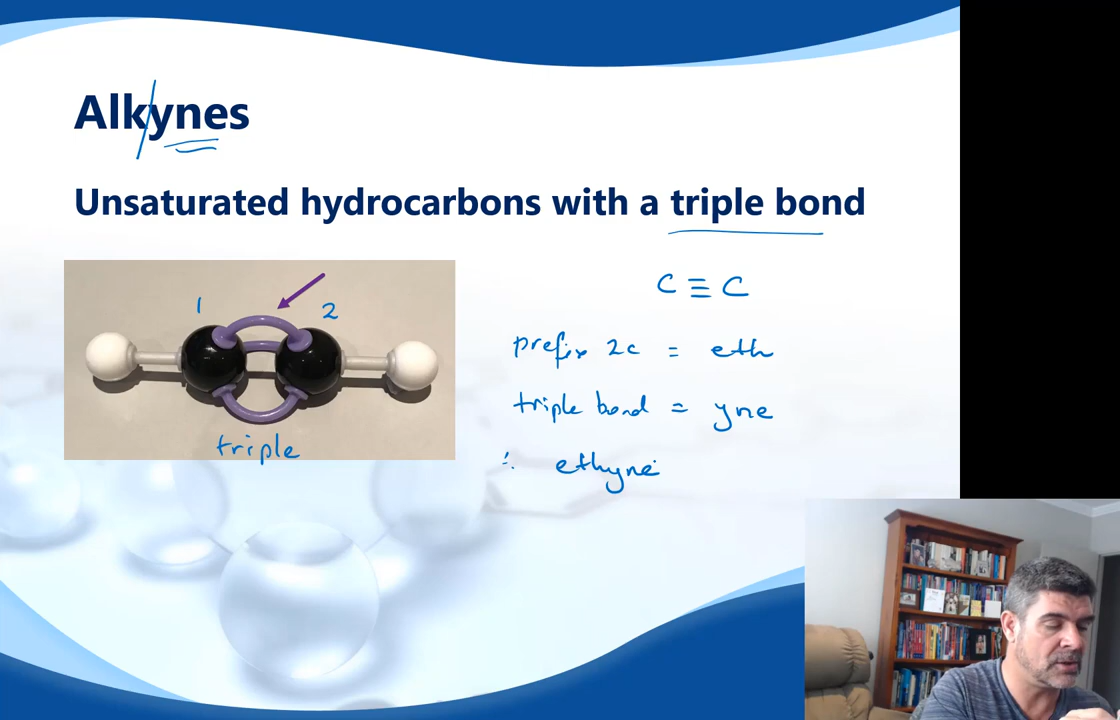 Alkynes
Unsaturated hydrocarbons with a triple bond
1
2
triple
C ≡ C
prefix 2c = eth
triple bond = yne
∴ ethyne